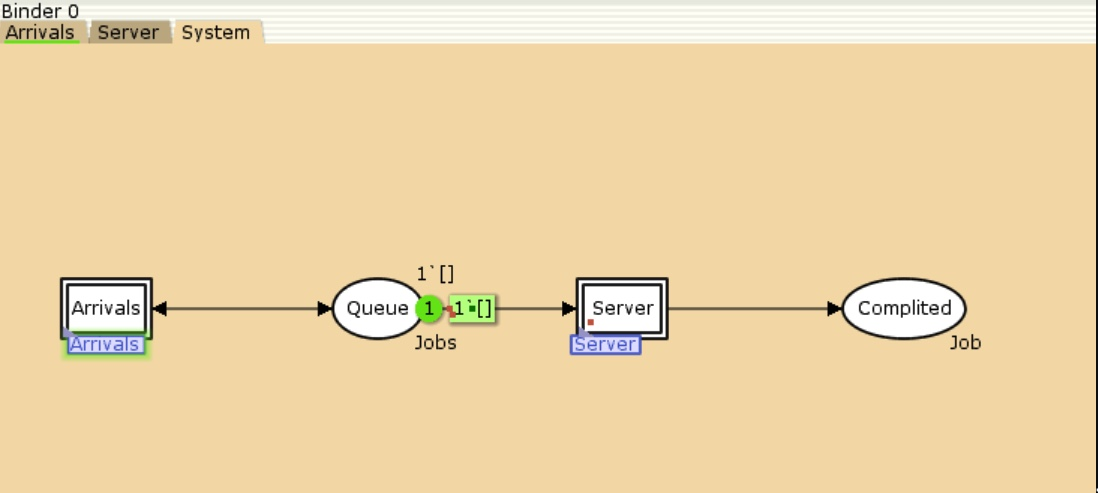 Binder 0
Arrivals Server System
1`[]
Arrivals Queue 1 1`[] Server Complited
Arrivals Jobs Server Job